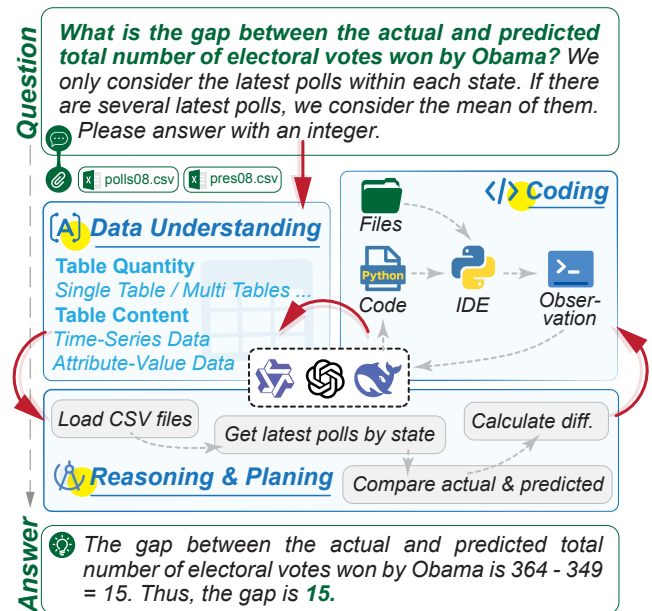 Question
What is the gap between the actual and predicted
total number of electoral votes won by Obama? We
only consider the latest polls within each state. If there
are several latest polls, we consider the mean of them.
Please answer with an integer.
polls08.csv
pres08.csv
[A] Data Understanding
Table Quantity
Single Table / Multi Tables ...
Table Content
Time-Series Data
Attribute-Value Data
</> Coding
Files
Python
Code
IDE
Obser-
vation
Load CSV files
Get latest polls by state
Calculate diff.
Compare actual & predicted
Reasoning & Planing
Answer
The gap between the actual and predicted total
number of electoral votes won by Obama is 364 - 349
= 15. Thus, the gap is 15.